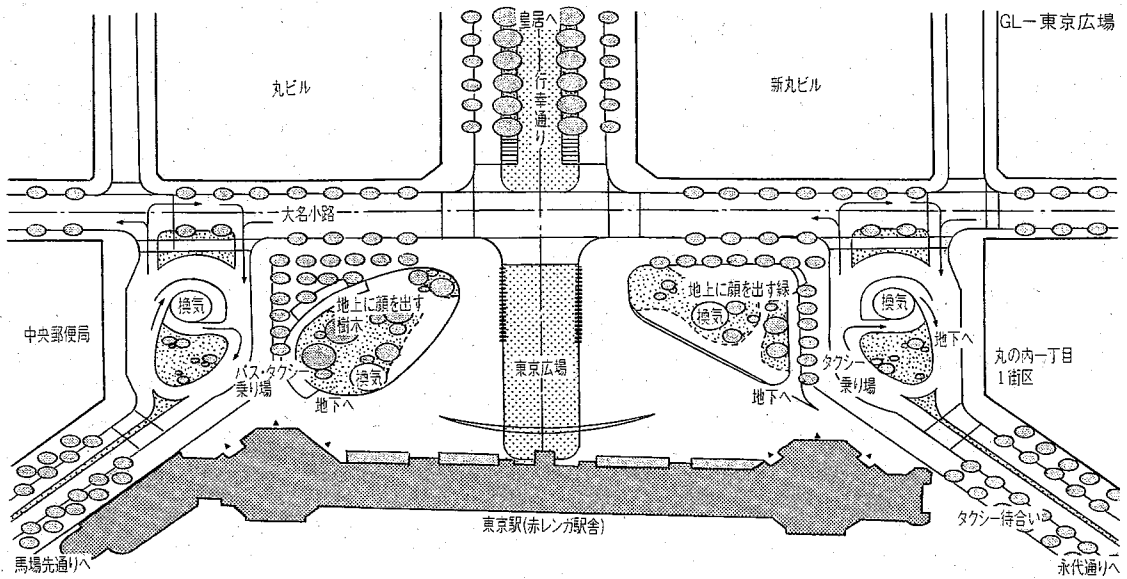 GL－東京広場
皇居へ
行幸通り
丸ビル
新丸ビル
大名小路
中央郵便局
換気
地上に顔を出す
樹木
換気
バス・タクシー
乗り場
地下へ
東京広場
地上に顔を出す緑
換気
換気
地下へ
タクシー
乗り場
地下へ
丸の内一丁目
1街区
東京駅(赤レンガ駅舎)
タクシー待合い
馬場先通りへ
永代通りへ